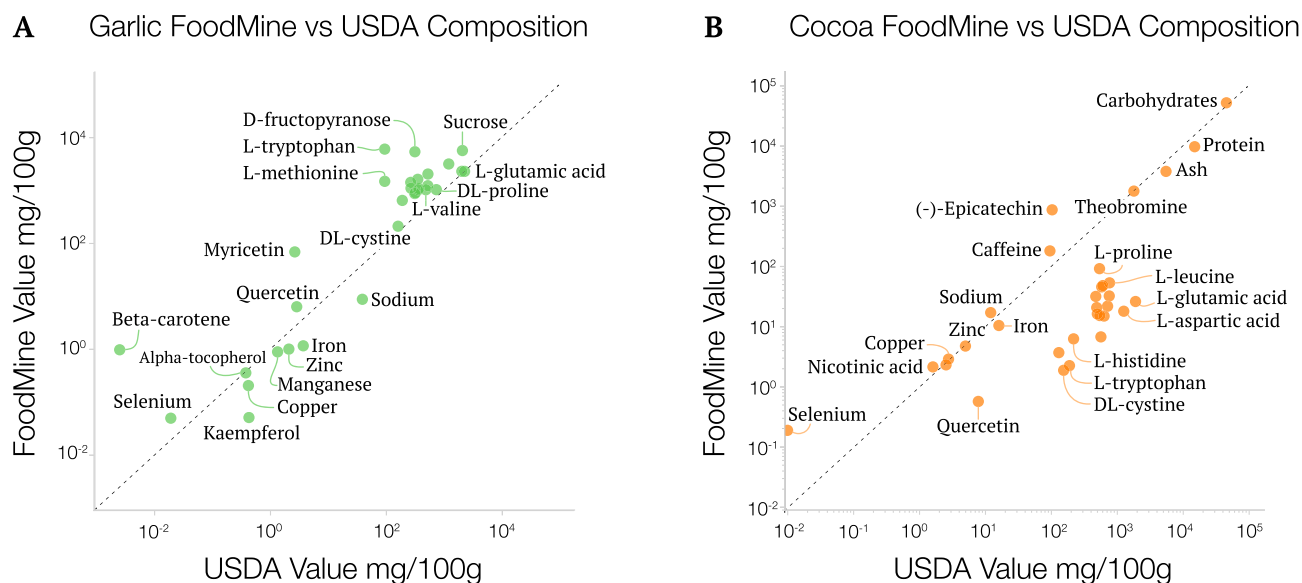 A
Garlic FoodMine vs USDA Composition
FoodMine Value mg/100g
10⁴
10²
10⁰
10⁻²
D-fructopyranose
Sucrose
L-tryptophan
L-methionine
L-glutamic acid
DL-proline
L-valine
DL-cystine
Myricetin
Quercetin
Sodium
Beta-carotene
Iron
Alpha-tocopherol
Zinc
Manganese
Selenium
Copper
Kaempferol
10⁻²
10⁰
10²
10⁴
USDA Value mg/100g
B
Cocoa FoodMine vs USDA Composition
FoodMine Value mg/100g
10⁵
10⁴
10³
10²
10¹
10⁰
10⁻¹
10⁻²
Carbohydrates
Protein
Ash
(-)-Epicatechin
Theobromine
Caffeine
L-proline
L-leucine
Sodium
L-glutamic acid
L-aspartic acid
Zinc
Iron
Copper
L-histidine
Nicotinic acid
L-tryptophan
DL-cystine
Selenium
Quercetin
10⁻²
10⁻¹
10⁰
10¹
10²
10³
10⁴
10⁵
USDA Value mg/100g